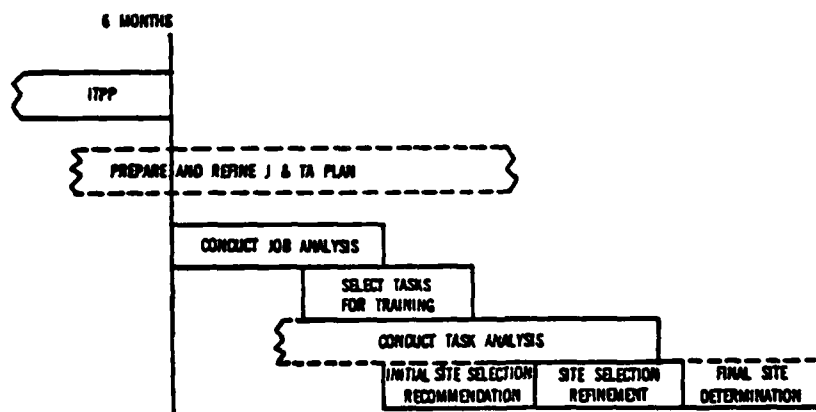 6 MONTHS
ITPP
PREPARE AND REFINE J & TA PLAN
CONDUCT JOB ANALYSIS
SELECT TASKS
FOR TRAINING
CONDUCT TASK ANALYSIS
INITIAL SITE SELECTION
RECOMMENDATION
SITE SELECTION
REFINEMENT
FINAL SITE
DETERMINATION